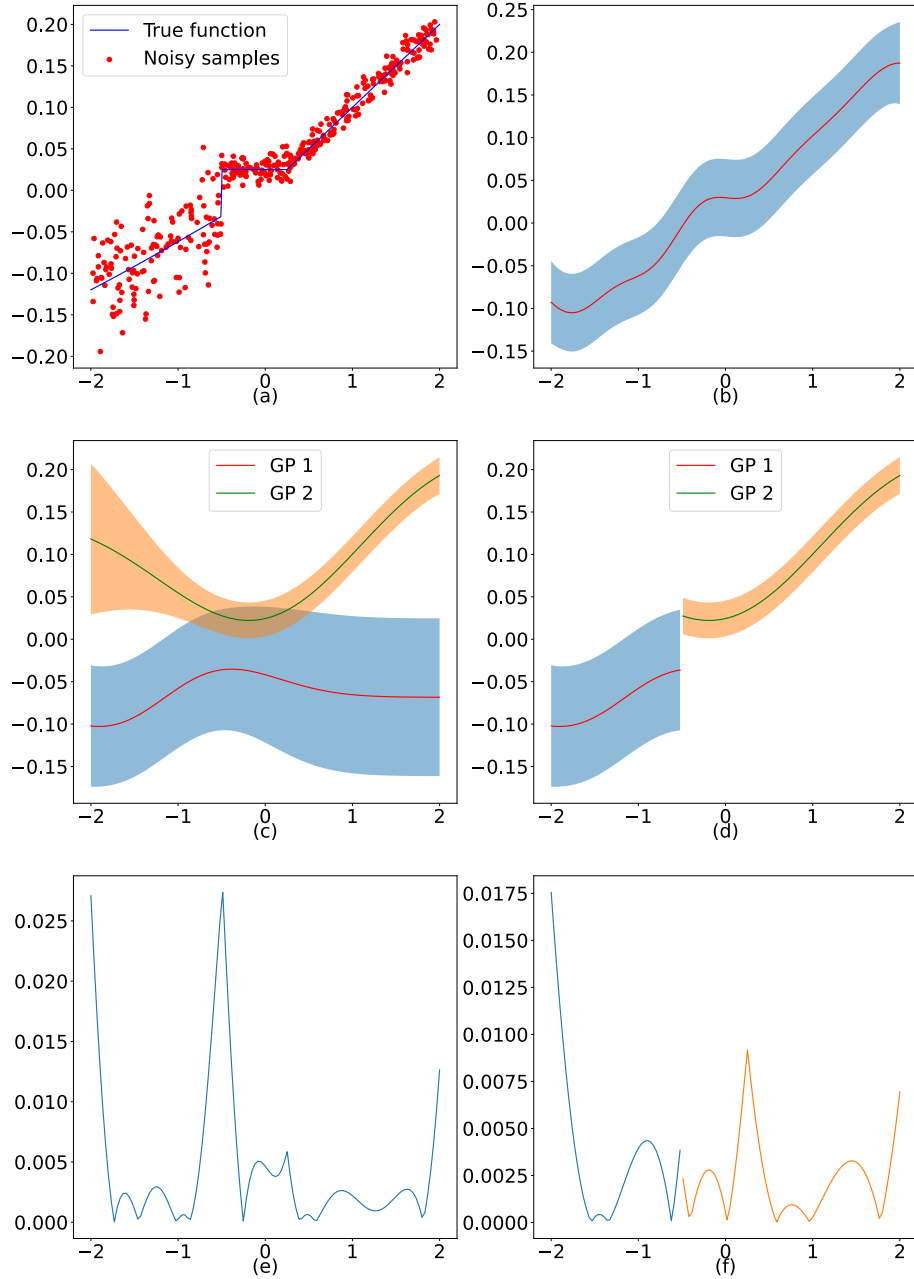 True function
Noisy samples
0.20
0.15
0.10
0.05
0.00
−0.05
−0.10
−0.15
−0.20
−2 −1 0 1 2
(a)
0.25
0.20
0.15
0.10
0.05
0.00
−0.05
−0.10
−0.15
−2 −1 0 1 2
(b)
GP 1
GP 2
0.20
0.15
0.10
0.05
0.00
−0.05
−0.10
−0.15
−2 −1 0 1 2
(c)
GP 1
GP 2
0.20
0.15
0.10
0.05
0.00
−0.05
−0.10
−0.15
−2 −1 0 1 2
(d)
0.025
0.020
0.015
0.010
0.005
0.000
−2 −1 0 1 2
(e)
0.0175
0.0150
0.0125
0.0100
0.0075
0.0050
0.0025
0.0000
−2 −1 0 1 2
(f)